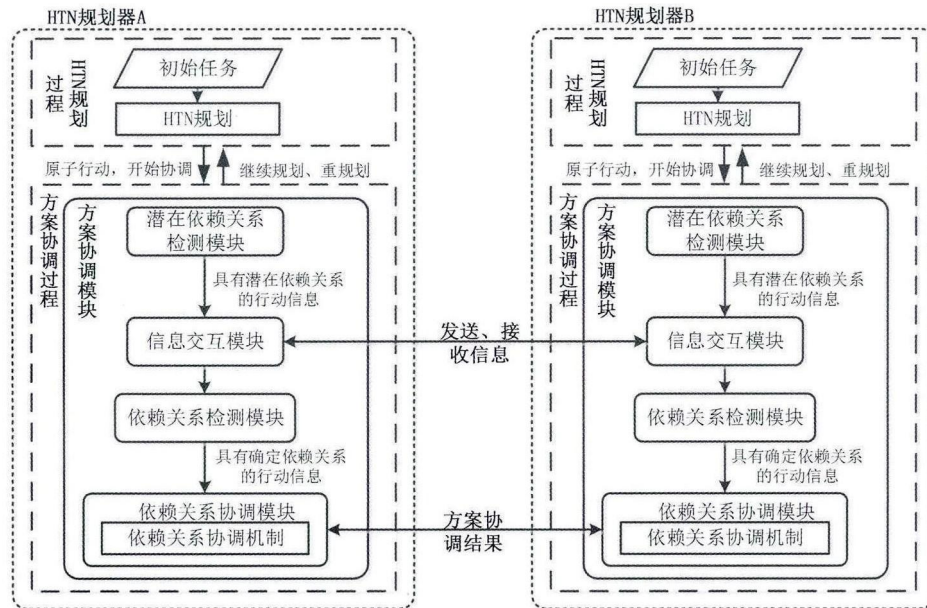 HTN规划器A
HTN规划
过程
初始任务
HTN规划
原子行动，开始协调
继续规划、重规划
方案协调过程
方案协调模块
潜在依赖关系
检测模块
具有潜在依赖关系
的行动信息
信息交互模块
依赖关系检测模块
具有确定依赖关系
的行动信息
依赖关系协调模块
依赖关系协调机制
发送、接
收信息
方案协
调结果
HTN规划器B
HTN规划
过程
初始任务
HTN规划
原子行动，开始协调
继续规划、重规划
方案协调过程
方案协调模块
潜在依赖关系
检测模块
具有潜在依赖关系
的行动信息
信息交互模块
依赖关系检测模块
具有确定依赖关系
的行动信息
依赖关系协调模块
依赖关系协调机制